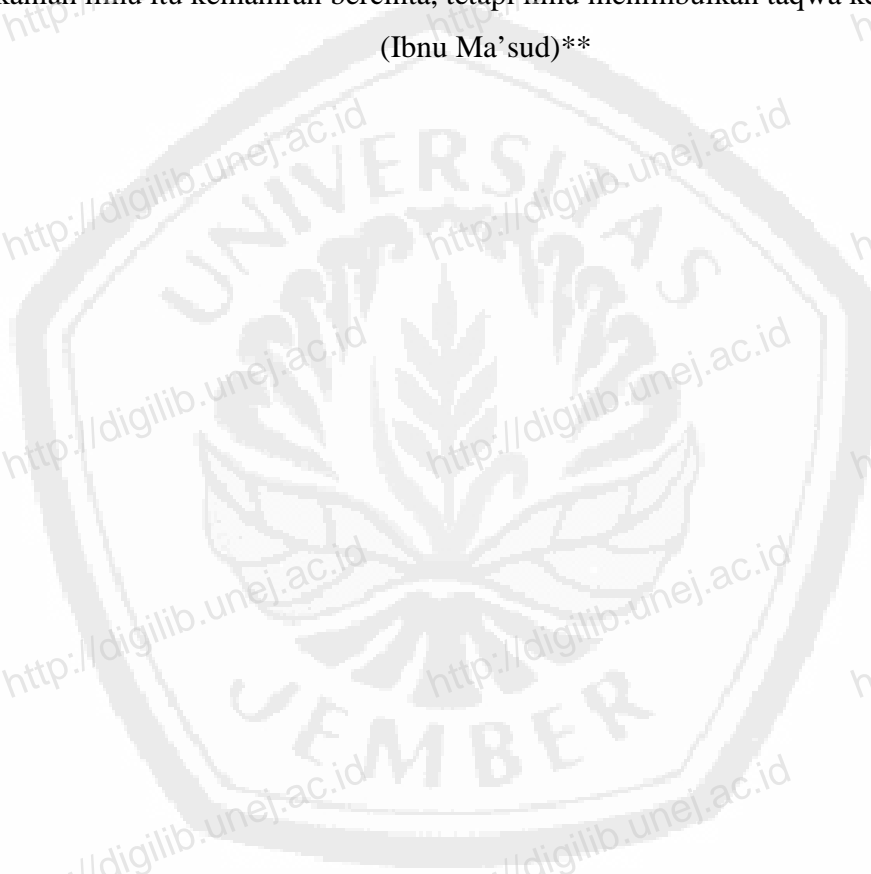 ilmu itu kemahiran bercerita, tetapi ilmu menimbulkan taqwa
(Ibnu Ma’sud)**
http://
UNIVERSITAS
http://digilib.unej.ac.id
http://digilib.unej.ac.id
http://digilib.unej.ac.id
http://digilib.unej.ac.id
http://digilib.unej.ac.id
http://digilib.unej.ac.id
JEMBER
://digilib.unej.ac.id
://digilib.unej.ac.id